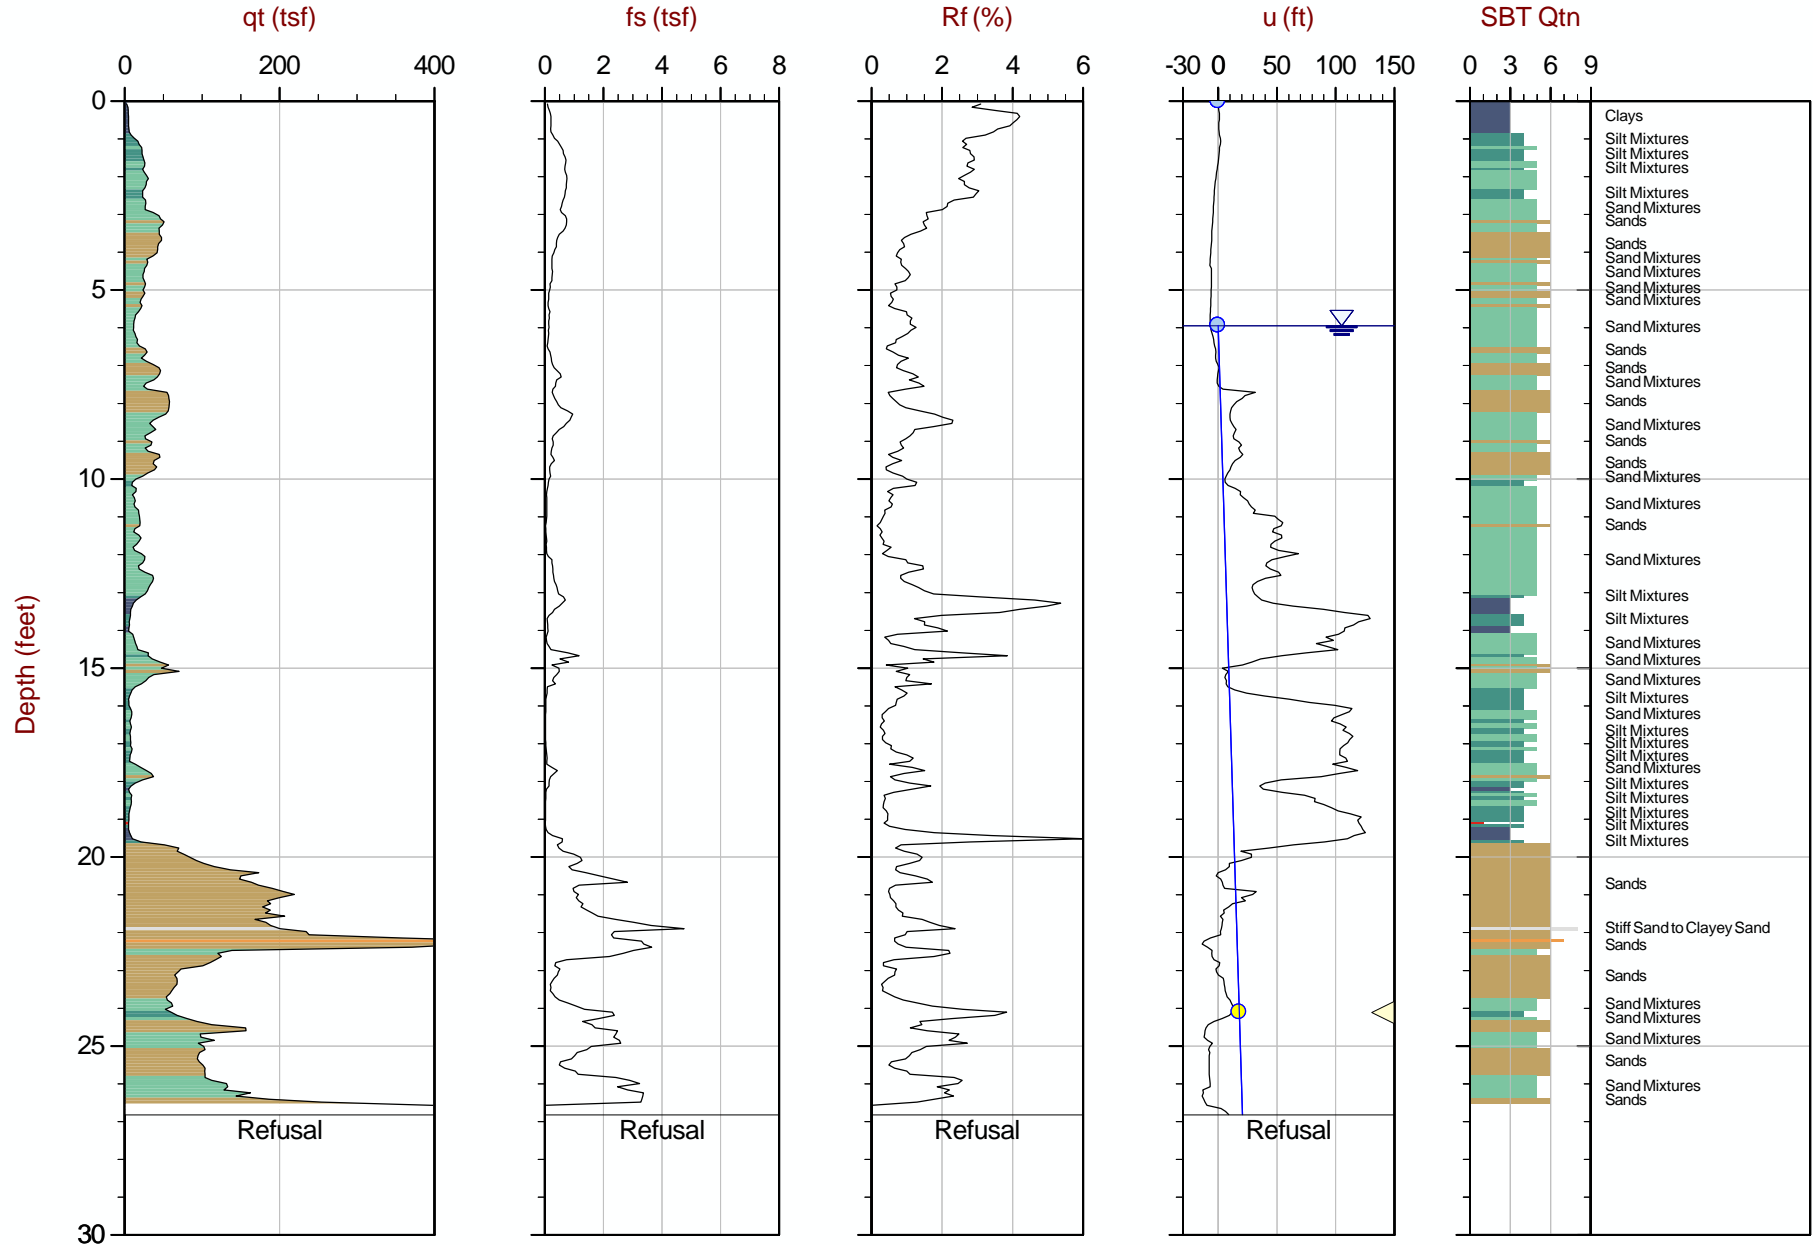 qt (tsf) fs (tsf) Rf (%) u (ft) SBT Qtn
0 200 400 0 2 4 6 8 0 2 4 6 -30 0 50 100 150 0 3 6 9
Depth (feet)
0
5
10
15
20
25
30
Clays
Silt Mixtures
Silt Mixtures
Silt Mixtures
Silt Mixtures
Sand Mixtures
Sands
Sands
Sand Mixtures
Sand Mixtures
Sand Mixtures
Sand Mixtures
Sand Mixtures
Sands
Sands
Sand Mixtures
Sands
Sand Mixtures
Sands
Sands
Sand Mixtures
Sand Mixtures
Sands
Sand Mixtures
Silt Mixtures
Silt Mixtures
Sand Mixtures
Sand Mixtures
Sand Mixtures
Silt Mixtures
Sand Mixtures
Silt Mixtures
Silt Mixtures
Silt Mixtures
Sand Mixtures
Silt Mixtures
Silt Mixtures
Silt Mixtures
Silt Mixtures
Silt Mixtures
Sands
Stiff Sand to Clayey Sand
Sands
Sands
Sand Mixtures
Sand Mixtures
Sand Mixtures
Sands
Sand Mixtures
Sands
Refusal Refusal Refusal Refusal